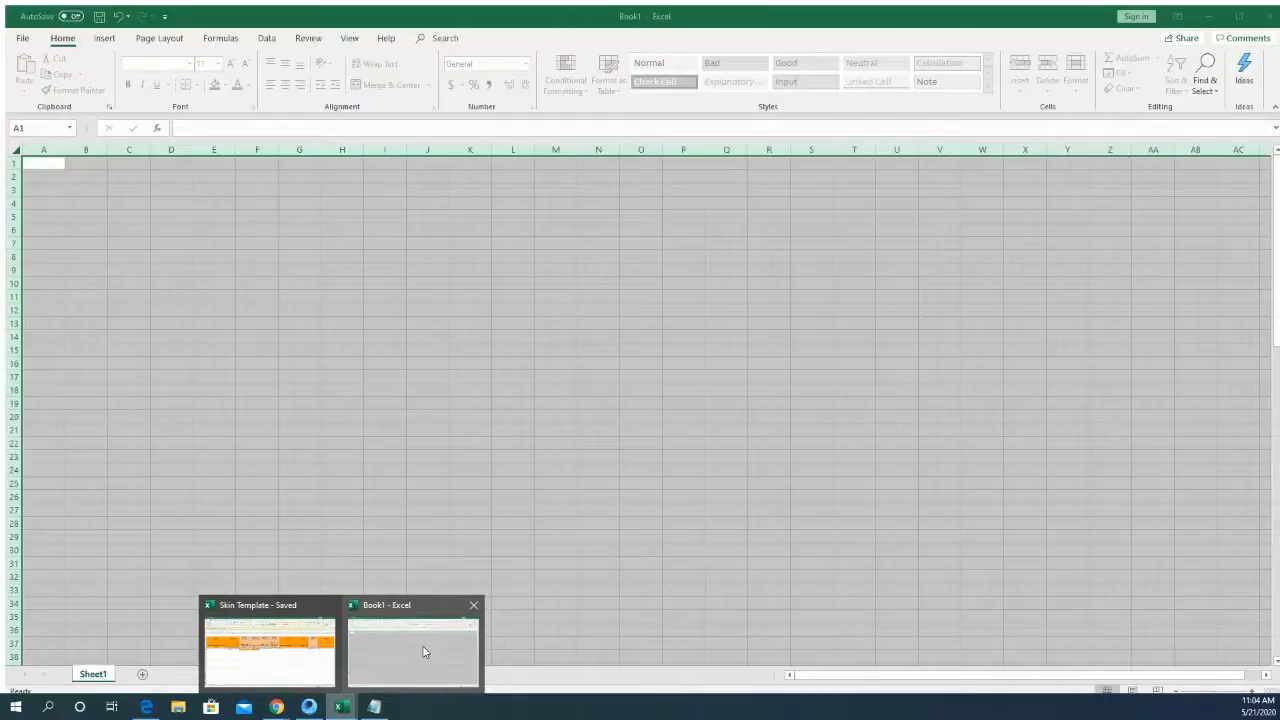 AutoSave Off Book1 - Excel Sign in
File Home Insert Page Layout Formulas Data Review View Help Search Share Comments
Paste Cut Copy Format Painter
11 Wrap Text Merge & Center
General
Conditional Formatting Format as Table
Normal Bad Good Neutral Calculation
Check Cell Explanatory... Input Linked Cell Note
Insert Delete Format
AutoSum Fill Clear
Sort & Filter Find & Select Ideas
Clipboard Font Alignment Number Styles Cells Editing Ideas
A1 fx
A B C D E F G H I J K L M N O P Q R S T U V W X Y Z AA AB AC
1
2
3
4
5
6
7
8
9
10
11
12
13
14
15
16
17
18
19
20
21
22
23
24
25
26
27
28
29
30
31
32
33
34
35
36
37
38
Skin Template - Saved Book1 - Excel
Sheet1
Ready
11:04 AM
5/21/2020